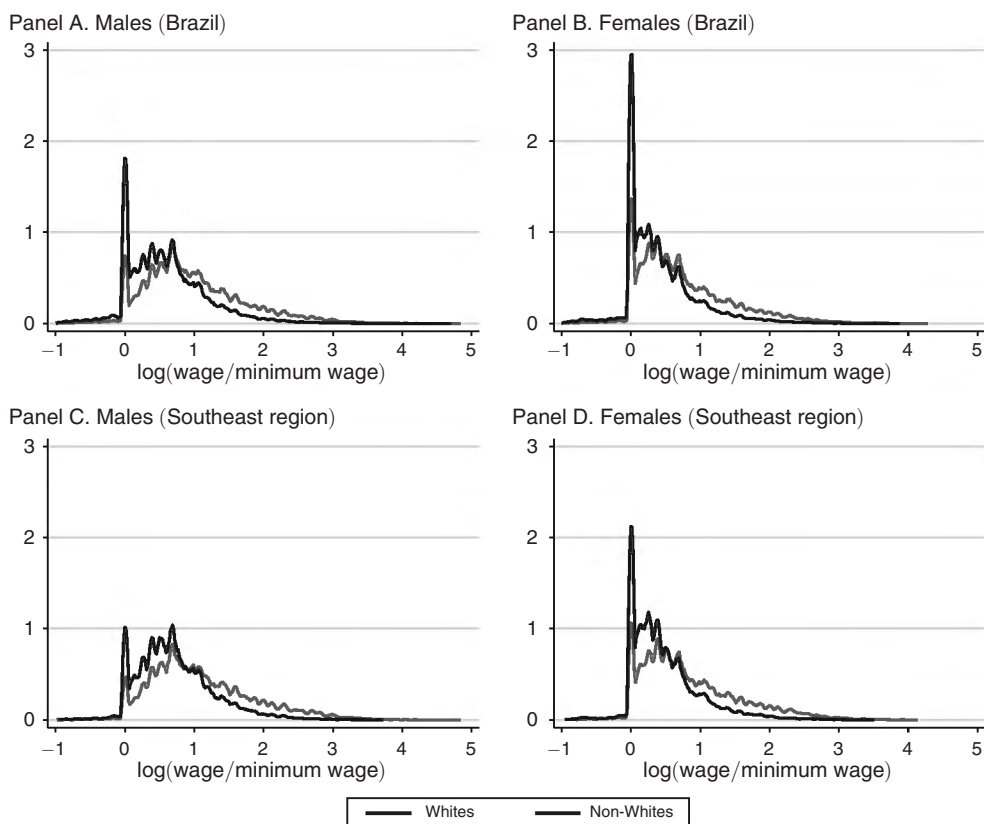 Panel A. Males (Brazil)
3
2
1
0
−1 0 1 2 3 4 5
log(wage/minimum wage)
Panel B. Females (Brazil)
3
2
1
0
−1 0 1 2 3 4 5
log(wage/minimum wage)
Panel C. Males (Southeast region)
3
2
1
0
−1 0 1 2 3 4 5
log(wage/minimum wage)
Panel D. Females (Southeast region)
3
2
1
0
−1 0 1 2 3 4 5
log(wage/minimum wage)
Whites Non-Whites